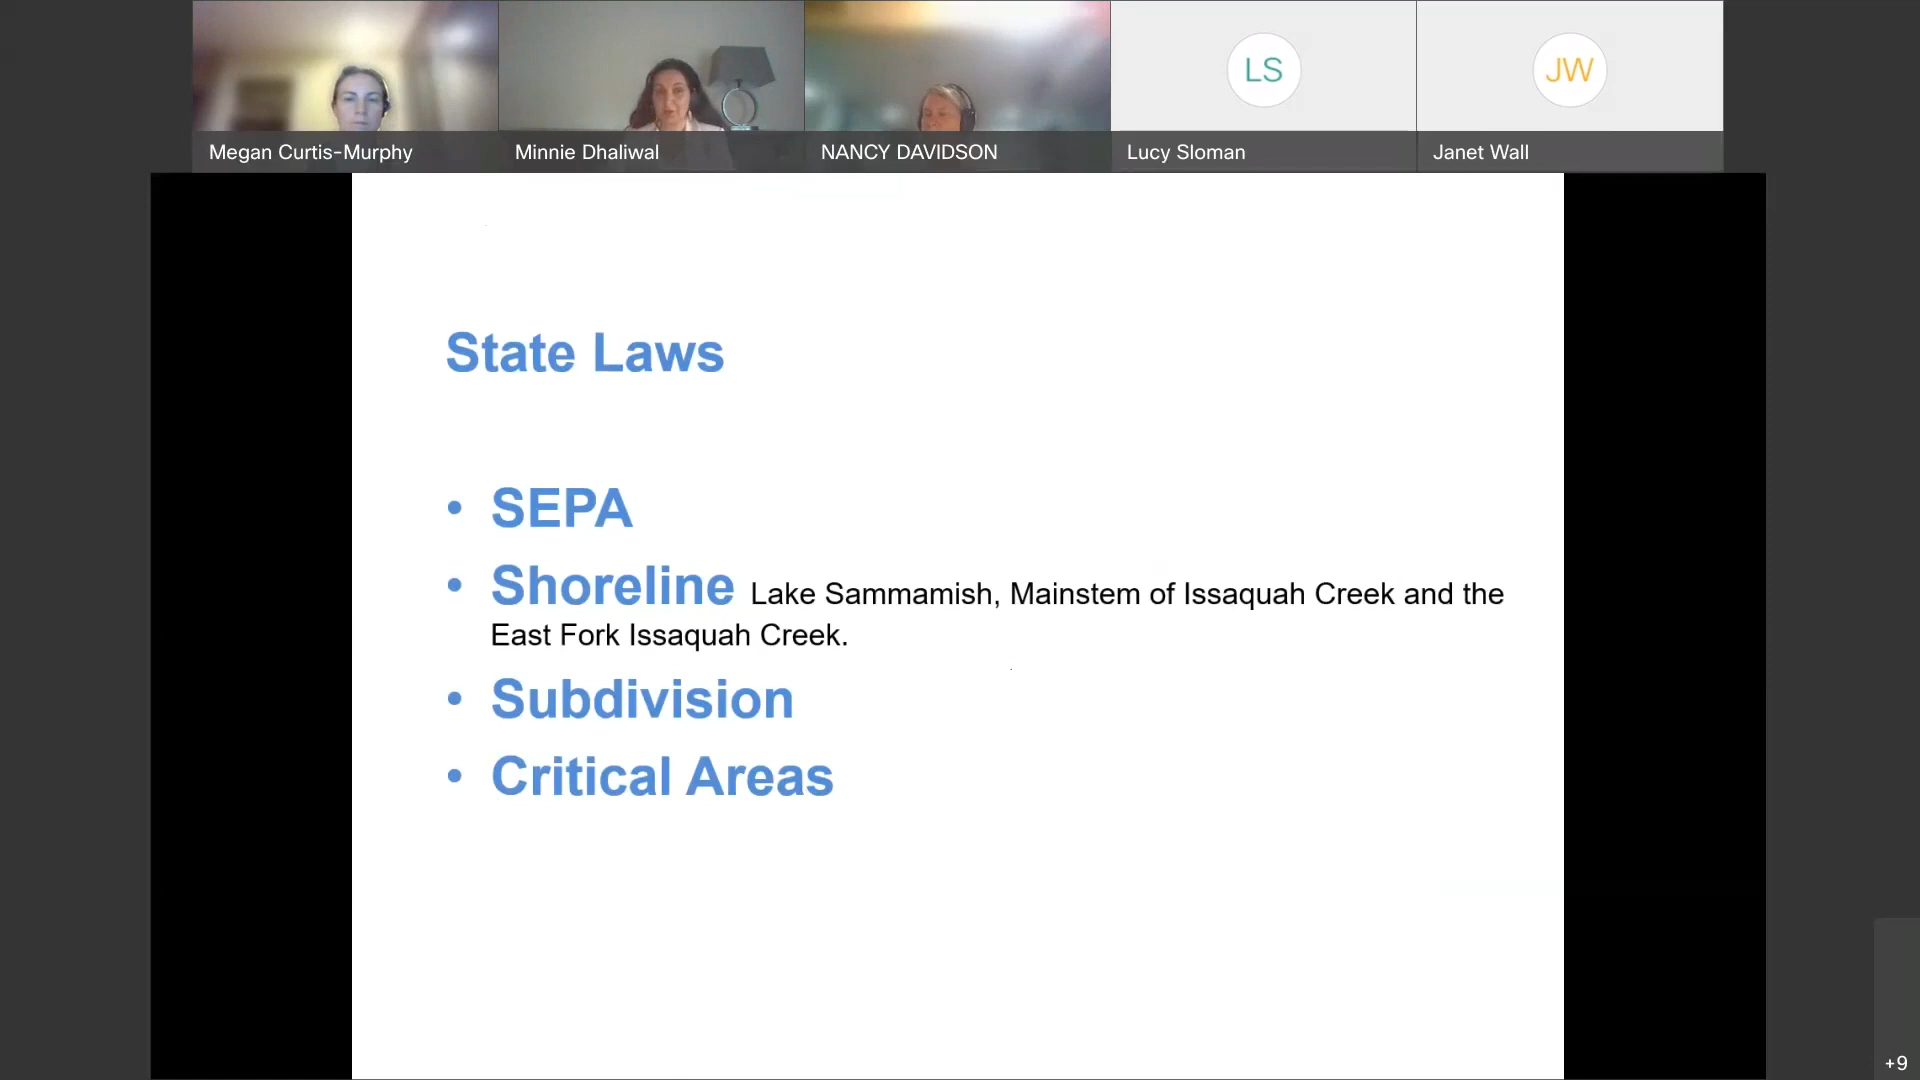 LS
JW
Megan Curtis-Murphy
Minnie Dhaliwal
NANCY DAVIDSON
Lucy Sloman
Janet Wall
State Laws
• SEPA
• Shoreline Lake Sammamish, Mainstem of Issaquah Creek and the
East Fork Issaquah Creek.
• Subdivision
• Critical Areas
+9